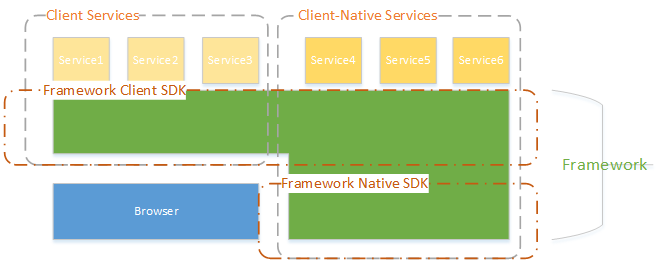 Client Services
Client-Native Services
Service1
Service2
Service3
Service4
Service5
Service6
Framework Client SDK
Framework
Framework Native SDK
Browser